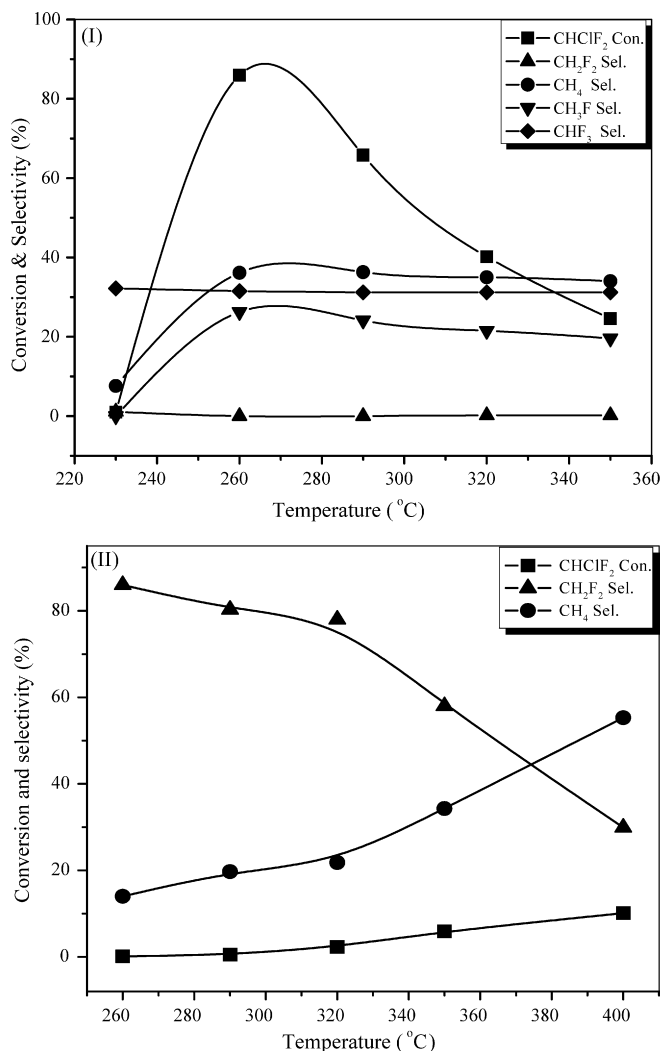 (I)
CHClF₂ Con.
CH₂F₂ Sel.
CH₄ Sel.
CH₃F Sel.
CHF₃ Sel.
Conversion & Selectivity (%)
100
80
60
40
20
0
220 240 260 280 300 320 340 360
Temperature ( °C)
(II)
CHClF₂ Con.
CH₂F₂ Sel.
CH₄ Sel.
Conversion and selectivity (%)
80
60
40
20
0
260 280 300 320 340 360 380 400
Temperature ( °C)